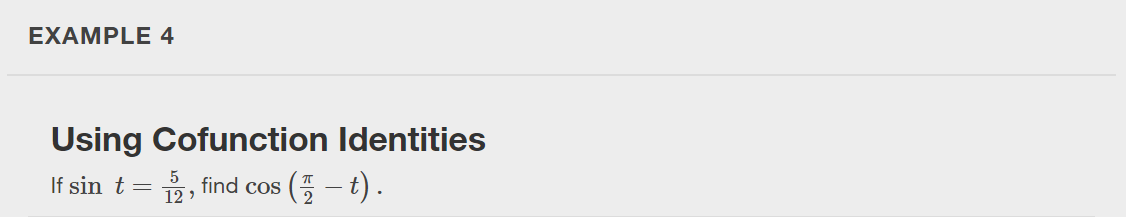 EXAMPLE 4
Using Cofunction Identities
If sin t = 5/12, find cos (π/2 − t).